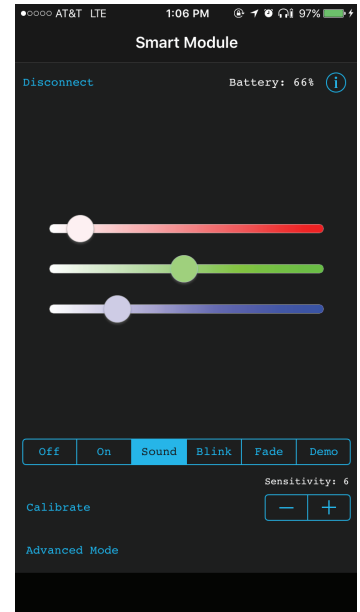 AT&T LTE 1:06 PM 97%
Smart Module
Disconnect Battery: 66% i
Off On Sound Blink Fade Demo
Sensitivity: 6
Calibrate − +
Advanced Mode